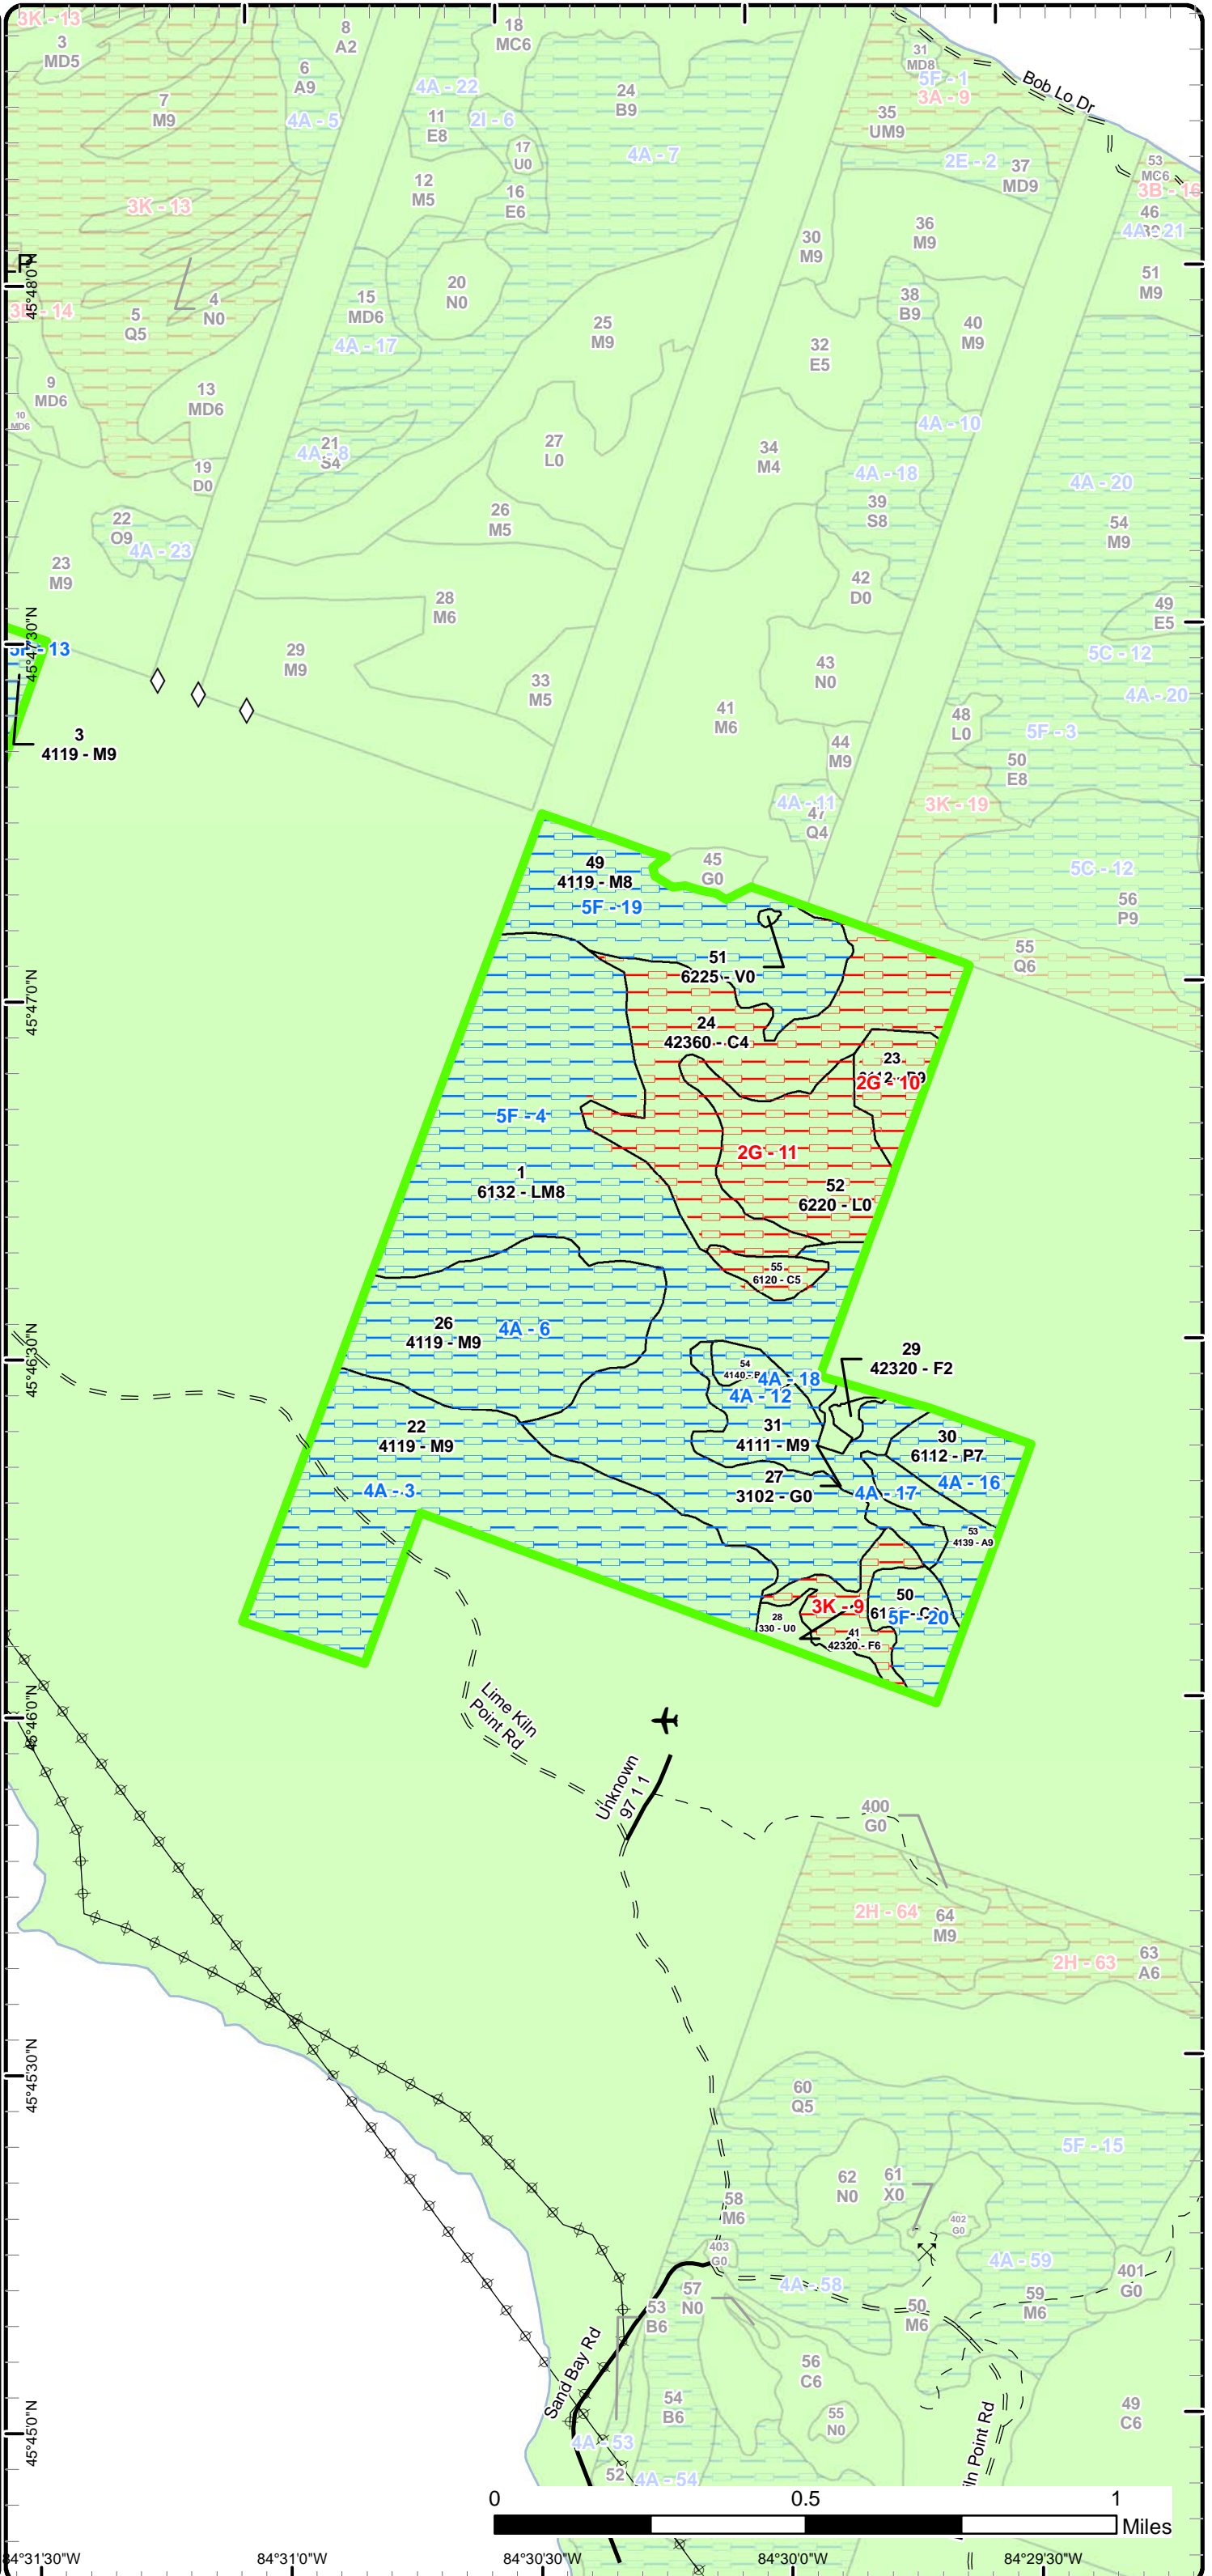 3K - 13
3
MD5
8
A2
18
MC6
6
A9
4A - 5
7
M9
4A - 22
11
E8
2I - 6
24
B9
17
U0
4A - 7
12
M5
16
E6
31
MD8
5F - 1
3A - 9
35
UM9
Bob Lo Dr
2E - 2
37
MD9
53
MC6
3B - 16
46
4A - 21
3K - 13
36
M9
30
M9
51
M9
45°48'0"N
5
Q5
4
N0
15
MD6
4A - 17
20
N0
25
M9
38
B9
32
E5
40
M9
9
MD6
10
MD6
13
MD6
19
D0
4A - 8
21
S4
27
L0
34
M4
4A - 10
4A - 18
39
S8
4A - 20
22
O9
4A - 23
23
M9
26
M5
54
M9
28
M6
42
D0
49
E5
45°47'30"N
29
M9
33
M5
43
N0
5C - 12
4A - 20
41
M6
48
L0
5F - 3
44
M9
50
E8
3
4119 - M9
4A - 11
47
Q4
3K - 19
45
G0
5C - 12
56
P9
49
4119 - M8
5F - 19
55
Q6
51
6225 - V0
45°47'0"N
24
42360 - C4
23
2G - 10
5F - 4
2G - 11
1
6132 - LM8
52
6220 - L0
55
6120 - C5
26
4119 - M9
4A - 6
45°46'30"N
29
42320 - F2
54
4A - 18
4A - 12
22
4119 - M9
31
4111 - M9
30
6112 - P7
27
3102 - G0
4A - 3
4A - 17
4A - 16
53
4139 - A9
50
3K - 9
5F - 20
28
330 - U0
41
42320 - F6
45°46'0"N
Lime Kiln
Point Rd
Unknown
97 1 1
400
G0
2H - 64
64
M9
2H - 63
63
A6
45°45'30"N
60
Q5
5F - 15
62
N0
61
X0
58
M6
402
G0
403
G0
4A - 59
401
G0
57
N0
4A - 58
59
M6
53
B6
50
M6
Sand Bay Rd
56
C6
54
B6
55
N0
49
C6
45°45'0"N
4A - 53
52
4A - 54
iln Point Rd
0 0.5 1
Miles
84°31'30"W 84°31'0"W 84°30'30"W 84°30'0"W 84°29'30"W